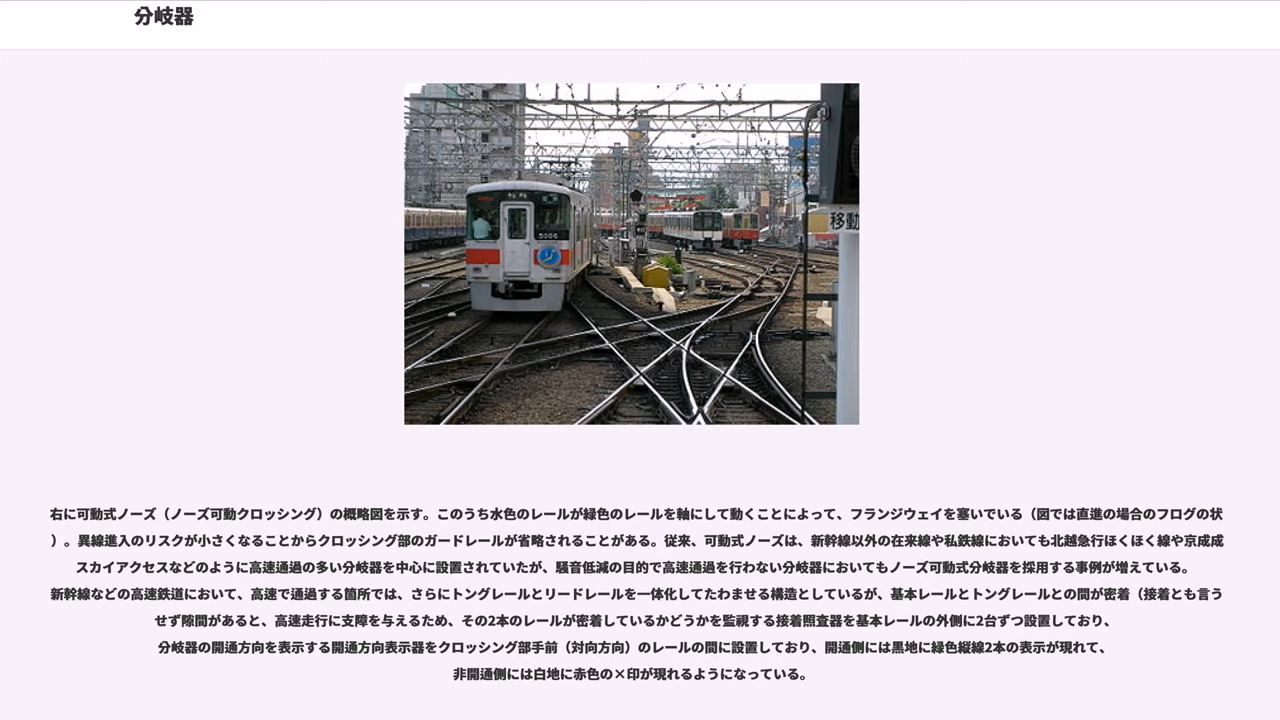 分岐器
5006
移動
右に可動式ノーズ（ノーズ可動クロッシング）の概略図を示す。このうち水色のレールが緑色のレールを軸にして動くことによって、フランジウェイを塞いでいる（図では直進の場合のフログの状
）。異線進入のリスクが小さくなることからクロッシング部のガードレールが省略されることがある。従来、可動式ノーズは、新幹線以外の在来線や私鉄線においても北越急行ほくほく線や京成成
スカイアクセスなどのように高速通過の多い分岐器を中心に設置されていたが、騒音低減の目的で高速通過を行わない分岐器においてもノーズ可動式分岐器を採用する事例が増えている。
新幹線などの高速鉄道において、高速で通過する箇所では、さらにトングレールとリードレールを一体化してたわませる構造としているが、基本レールとトングレールとの間が密着（接着とも言う
せず隙間があると、高速走行に支障を与えるため、その2本のレールが密着しているかどうかを監視する接着照査器を基本レールの外側に2台ずつ設置しており、
分岐器の開通方向を表示する開通方向表示器をクロッシング部手前（対向方向）のレールの間に設置しており、開通側には黒地に緑色縦線2本の表示が現れて、
非開通側には白地に赤色の×印が現れるようになっている。